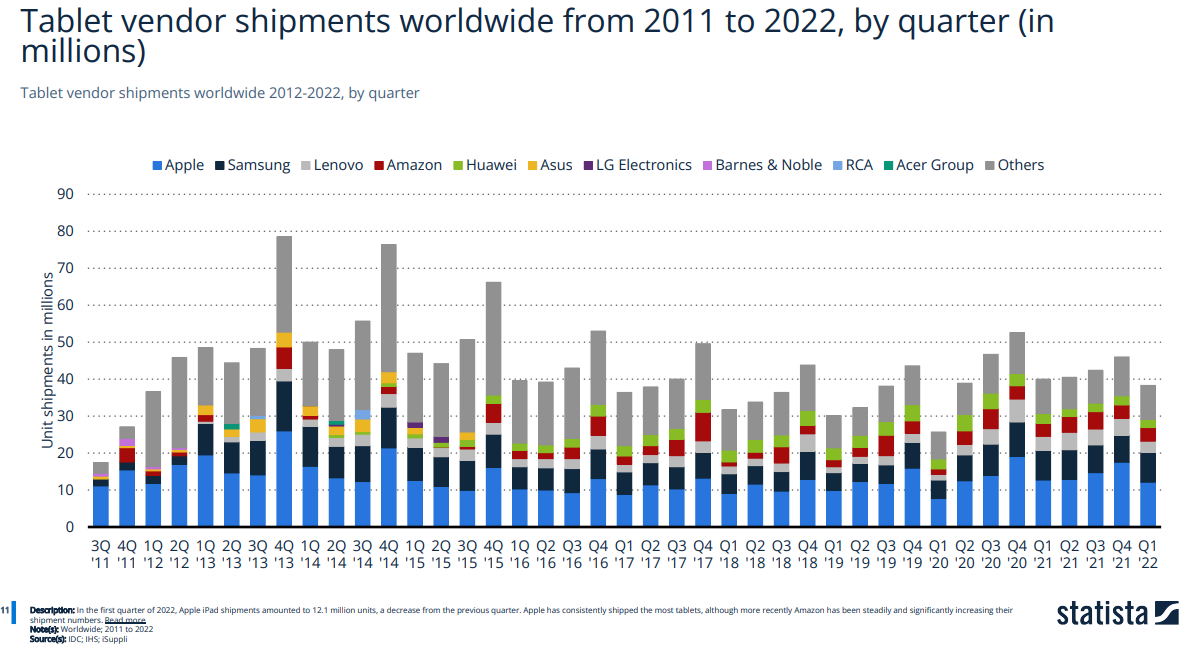 Tablet vendor shipments worldwide from 2011 to 2022, by quarter (in
millions)
Tablet vendor shipments worldwide 2012-2022, by quarter
Apple Samsung Lenovo Amazon Huawei Asus LG Electronics Barnes & Noble RCA Acer Group Others
Unit shipments in millions
90
80
70
60
50
40
30
20
10
0
3Q 4Q 1Q 2Q 1Q 2Q 3Q 4Q 1Q 2Q 3Q 4Q 1Q 2Q 3Q 4Q 1Q Q2 Q3 Q4 Q1 Q2 Q3 Q4 Q1 Q2 Q3 Q4 Q1 Q2 Q3 Q4 Q1 Q2 Q3 Q4 Q1 Q2 Q3 Q4 Q1
'11 '11 '12 '12 '13 '13 '13 '13 '14 '14 '14 '14 '15 '15 '15 '15 '16 '16 '16 '16 '17 '17 '17 '17 '18 '18 '18 '18 '19 '19 '19 '19 '20 '20 '20 '20 '21 '21 '21 '21 '22
11
Description: In the first quarter of 2022, Apple iPad shipments amounted to 12.1 million units, a decrease from the previous quarter. Apple has consistently shipped the most tablets, although more recently Amazon has been steadily and significantly increasing their
shipment numbers. Read more
Note(s): Worldwide; 2011 to 2022
Source(s): IDC; IHS; iSuppli
statista